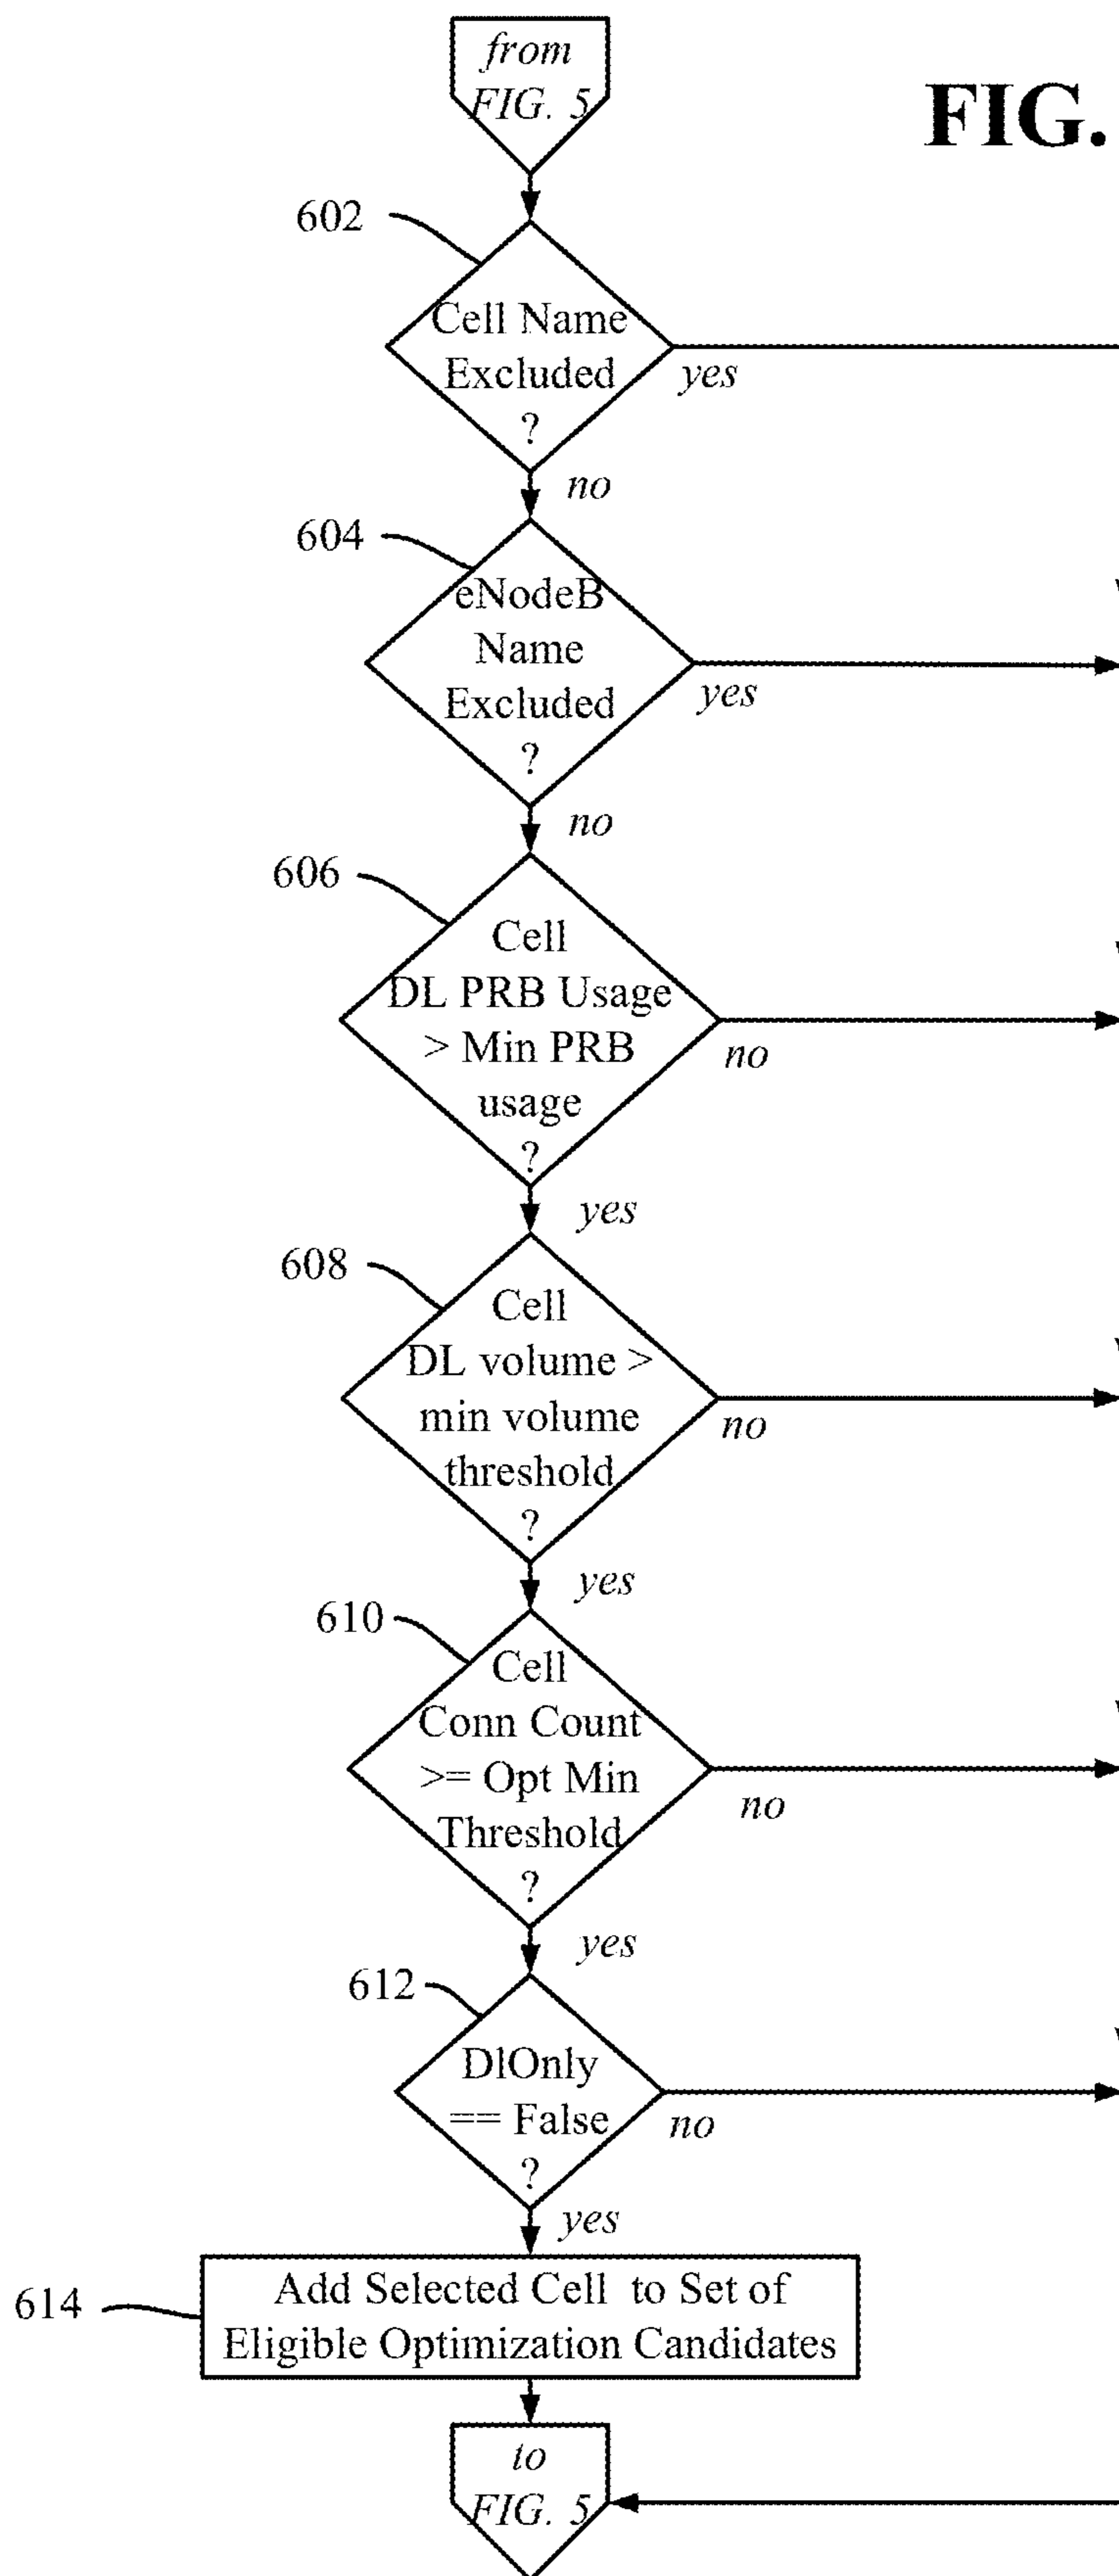 from
FIG. 5
FIG.
602
Cell Name
Excluded
?
yes
no
604
eNodeB
Name
Excluded
?
yes
no
606
Cell
DL PRB Usage
> Min PRB
usage
?
no
yes
608
Cell
DL volume >
min volume
threshold
?
no
yes
610
Cell
Conn Count
>= Opt Min
Threshold
?
no
yes
612
DlOnly
== False
?
no
yes
614
Add Selected Cell to Set of
Eligible Optimization Candidates
to
FIG. 5